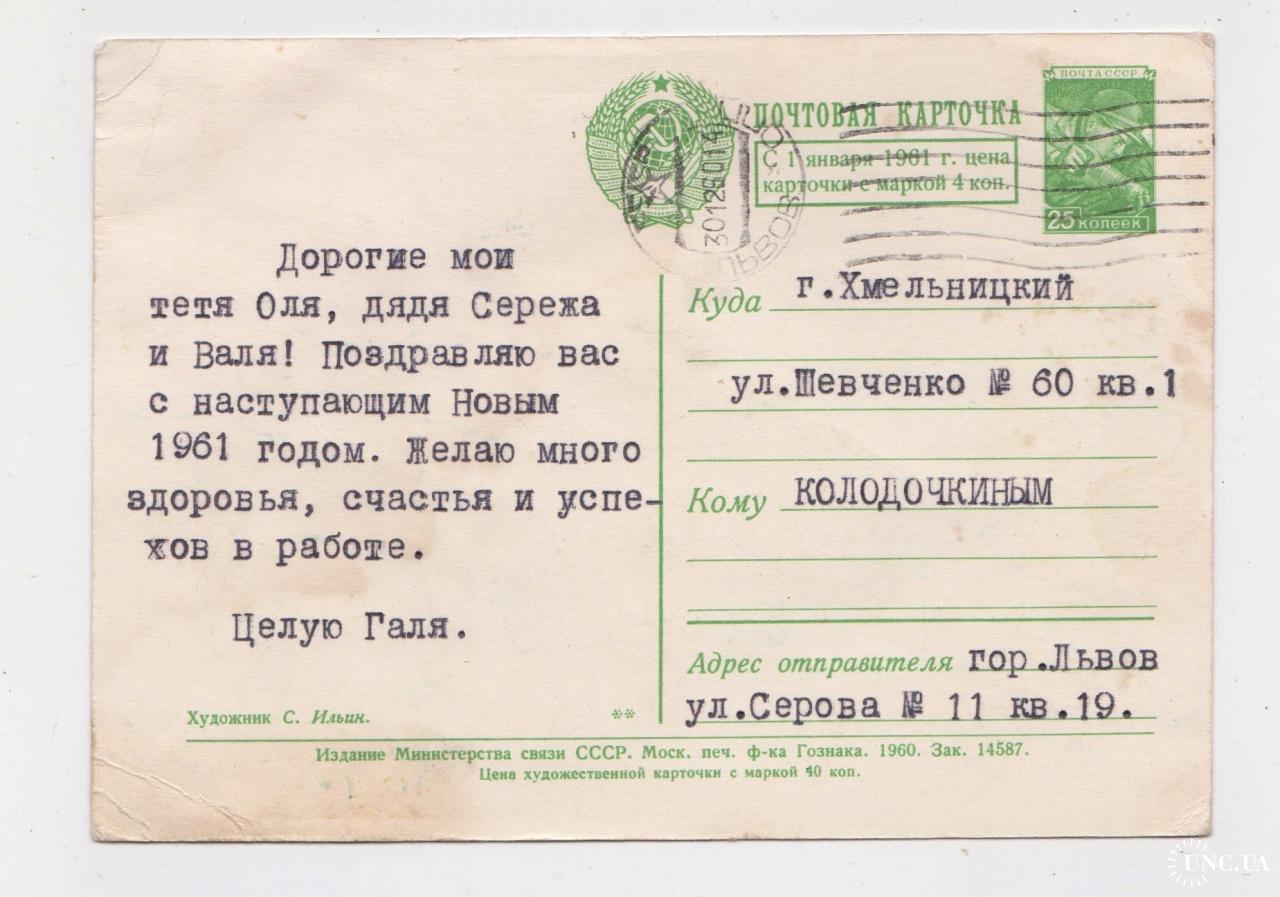 ПОЧТА СССР
ПОЧТОВАЯ КАРТОЧКА
С 1 января 1961 г. цена
карточки с маркой 4 коп.
25 копеек
ЛЬВОВ
301260 14
Дорогие мои
тетя Оля, дядя Сережа
и Валя! Поздравляю вас
с наступающим Новым
1961 годом. Желаю много
здоровья, счастья и успе-
хов в работе.
Целую Галя.
Куда г.Хмельницкий
ул.Шевченко № 60 кв.1
Кому КОЛОДОЧКИНЫМ
Адрес отправителя гор.Львов
ул.Серова № 11 кв.19.
Художник С. Ильин.
**
Издание Министерства связи СССР. Моск. печ. ф-ка Гознака. 1960. Зак. 14587.
Цена художественной карточки с маркой 40 коп.
UNC.UA